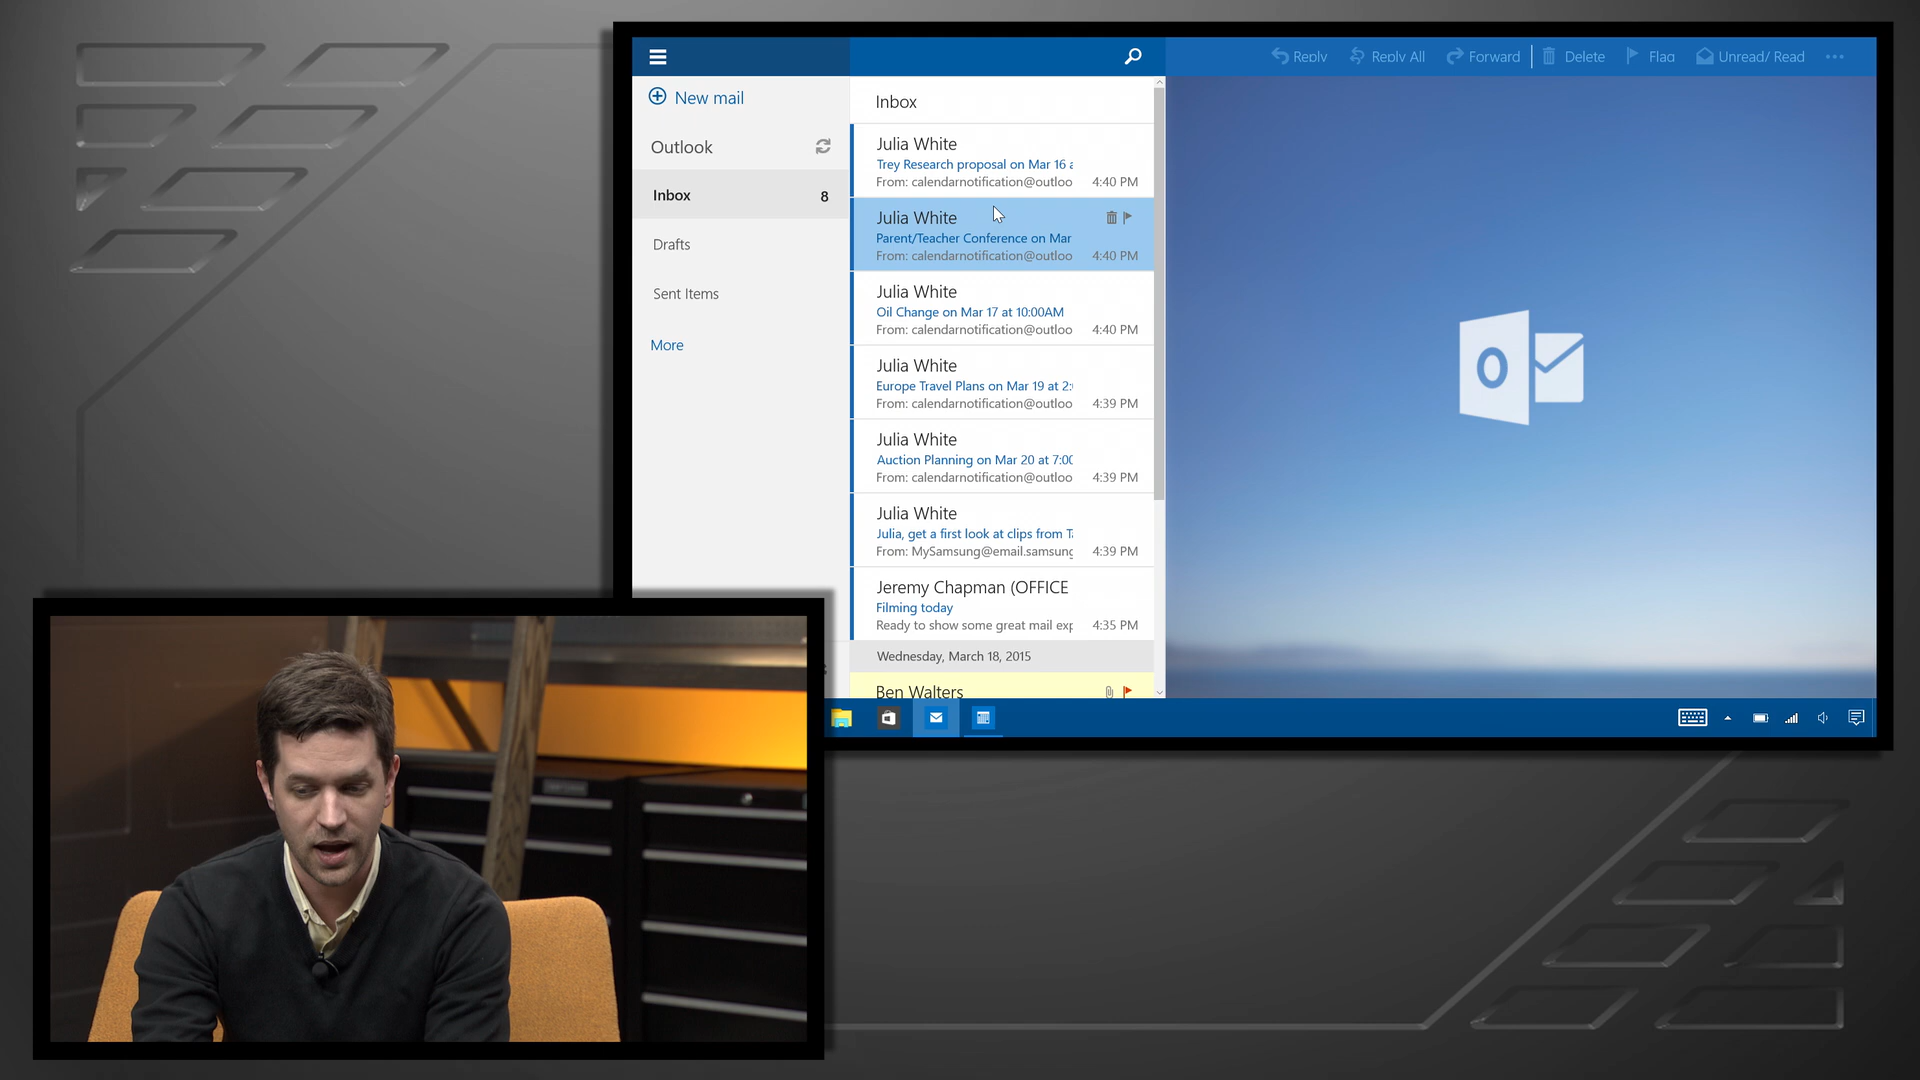 Reply
Reply All
Forward
Delete
Flag
Unread/ Read
New mail
Outlook
Inbox 8
Drafts
Sent Items
More
Inbox
Julia White
Trey Research proposal on Mar 16
From: calendarnotification@outloo 4:40 PM
Julia White
Parent/Teacher Conference on Mar
From: calendarnotification@outloo 4:40 PM
Julia White
Oil Change on Mar 17 at 10:00AM
From: calendarnotification@outloo 4:40 PM
Julia White
Europe Travel Plans on Mar 19 at 2:
From: calendarnotification@outloo 4:39 PM
Julia White
Auction Planning on Mar 20 at 7:00
From: calendarnotification@outloo 4:39 PM
Julia White
Julia, get a first look at clips from
From: MySamsung@email.samsung 4:39 PM
Jeremy Chapman (OFFICE
Filming today
Ready to show some great mail exp 4:35 PM
Wednesday, March 18, 2015
Ben Walters
O